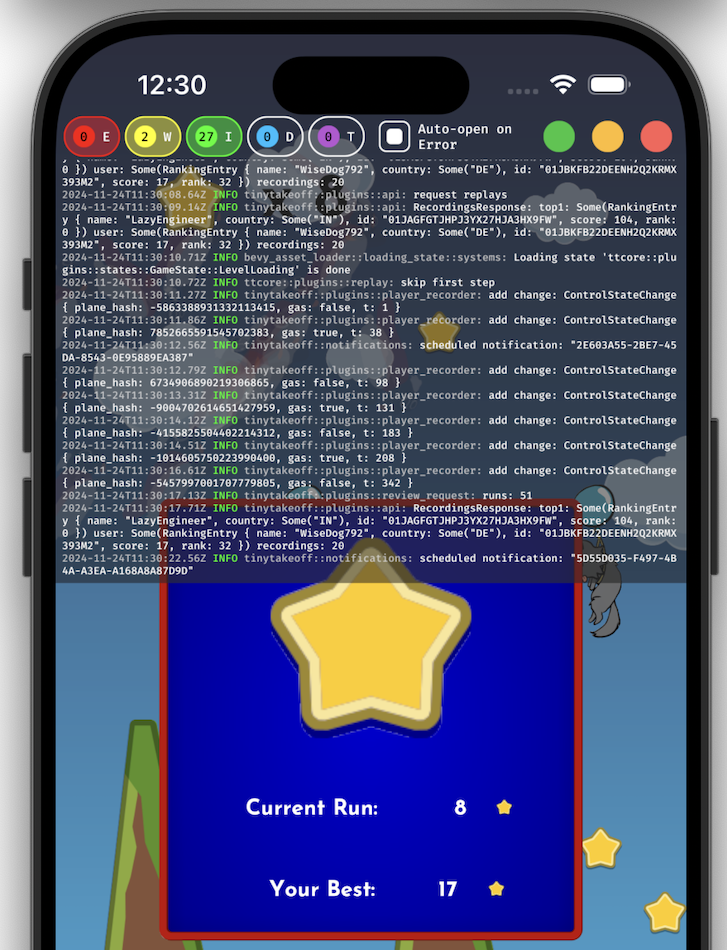 12:30
0 E 2 W 27 I 0 D 0 T Auto-open on
Error
0 }) user: Some(RankingEntry { name: "WiseDog792", country: Some("DE"), id: "01JBKFB22DEENH2Q2KRMX
393M2", score: 17, rank: 32 }) recordings: 20
2024-11-24T11:30:08.64Z INFO tinytakeoff::plugins::api: request replays
2024-11-24T11:30:09.14Z INFO tinytakeoff::plugins::api: RecordingsResponse: top1: Some(RankingEntr
y { name: "LazyEngineer", country: Some("IN"), id: "01JAGFGTJHPJ3YX27HJA3HX9FW", score: 104, rank:
0 }) user: Some(RankingEntry { name: "WiseDog792", country: Some("DE"), id: "01JBKFB22DEENH2Q2KRMX
393M2", score: 17, rank: 32 }) recordings: 20
2024-11-24T11:30:10.71Z INFO bevy_asset_loader::loading_state::systems: Loading state 'ttcore::plu
gins::states::GameState::LevelLoading' is done
2024-11-24T11:30:10.72Z INFO ttcore::plugins::replay: skip first step
2024-11-24T11:30:11.27Z INFO tinytakeoff::plugins::player_recorder: add change: ControlStateChange
{ plane_hash: -5863388931332113415, gas: false, t: 1 }
2024-11-24T11:30:11.86Z INFO tinytakeoff::plugins::player_recorder: add change: ControlStateChange
{ plane_hash: 7852665591545702383, gas: true, t: 38 }
2024-11-24T11:30:12.56Z INFO tinytakeoff::notifications: scheduled notification: "2E603A55-2BE7-45
DA-8543-0E95889EA387"
2024-11-24T11:30:12.79Z INFO tinytakeoff::plugins::player_recorder: add change: ControlStateChange
{ plane_hash: 6734906890219306865, gas: false, t: 98 }
2024-11-24T11:30:13.31Z INFO tinytakeoff::plugins::player_recorder: add change: ControlStateChange
{ plane_hash: -9004702614651427959, gas: true, t: 131 }
2024-11-24T11:30:14.12Z INFO tinytakeoff::plugins::player_recorder: add change: ControlStateChange
{ plane_hash: -4155825504402214312, gas: false, t: 183 }
2024-11-24T11:30:14.51Z INFO tinytakeoff::plugins::player_recorder: add change: ControlStateChange
{ plane_hash: -1014605750223990400, gas: true, t: 208 }
2024-11-24T11:30:16.61Z INFO tinytakeoff::plugins::player_recorder: add change: ControlStateChange
{ plane_hash: -5457997001707779805, gas: false, t: 342 }
2024-11-24T11:30:17.13Z INFO tinytakeoff::plugins::review_request: runs: 51
2024-11-24T11:30:17.71Z INFO tinytakeoff::plugins::api: RecordingsResponse: top1: Some(RankingEntr
y { name: "LazyEngineer", country: Some("IN"), id: "01JAGFGTJHPJ3YX27HJA3HX9FW", score: 104, rank:
0 }) user: Some(RankingEntry { name: "WiseDog792", country: Some("DE"), id: "01JBKFB22DEENH2Q2KRMX
393M2", score: 17, rank: 32 }) recordings: 20
2024-11-24T11:30:22.56Z INFO tinytakeoff::notifications: scheduled notification: "5D55D035-F497-4B
4A-A3EA-A168A8A87D9D"
Current Run: 8
Your Best: 17